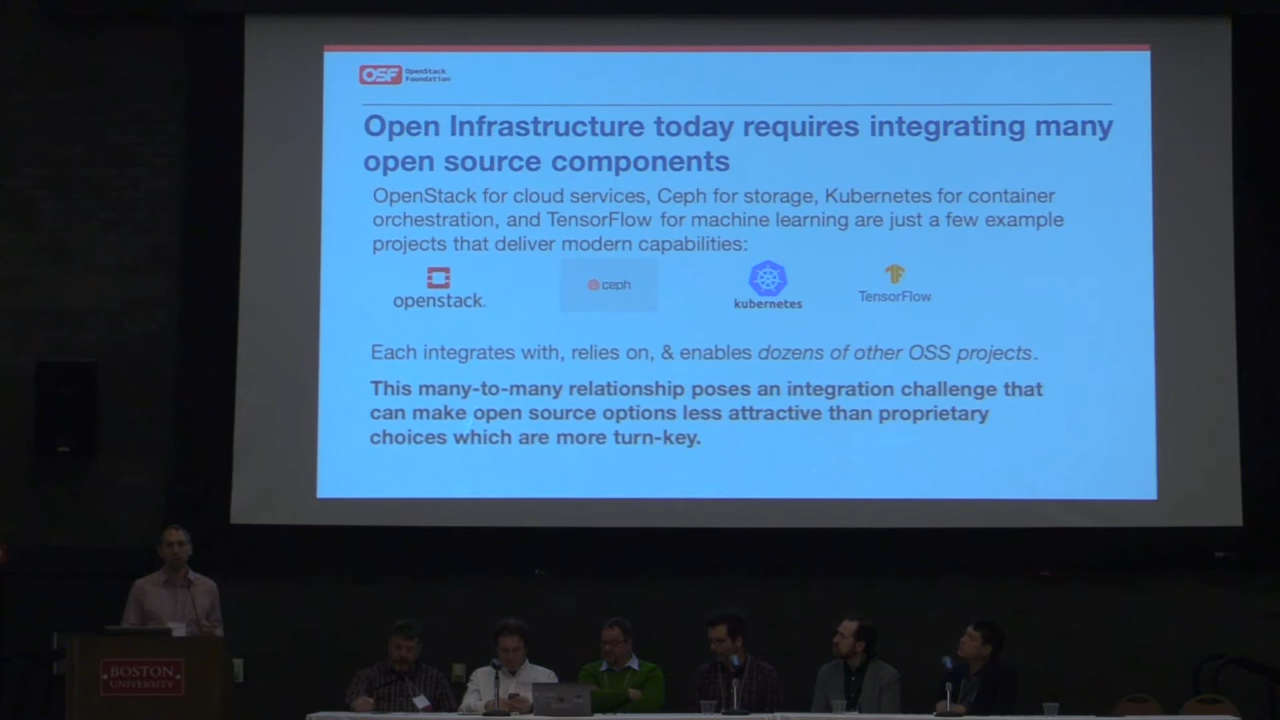 OSF OpenStack
Foundation
Open Infrastructure today requires integrating many
open source components
OpenStack for cloud services, Ceph for storage, Kubernetes for container
orchestration, and TensorFlow for machine learning are just a few example
projects that deliver modern capabilities:
openstack.
ceph
kubernetes
TensorFlow
Each integrates with, relies on, & enables dozens of other OSS projects.
This many-to-many relationship poses an integration challenge that
can make open source options less attractive than proprietary
choices which are more turn-key.
BOSTON
UNIVERSITY